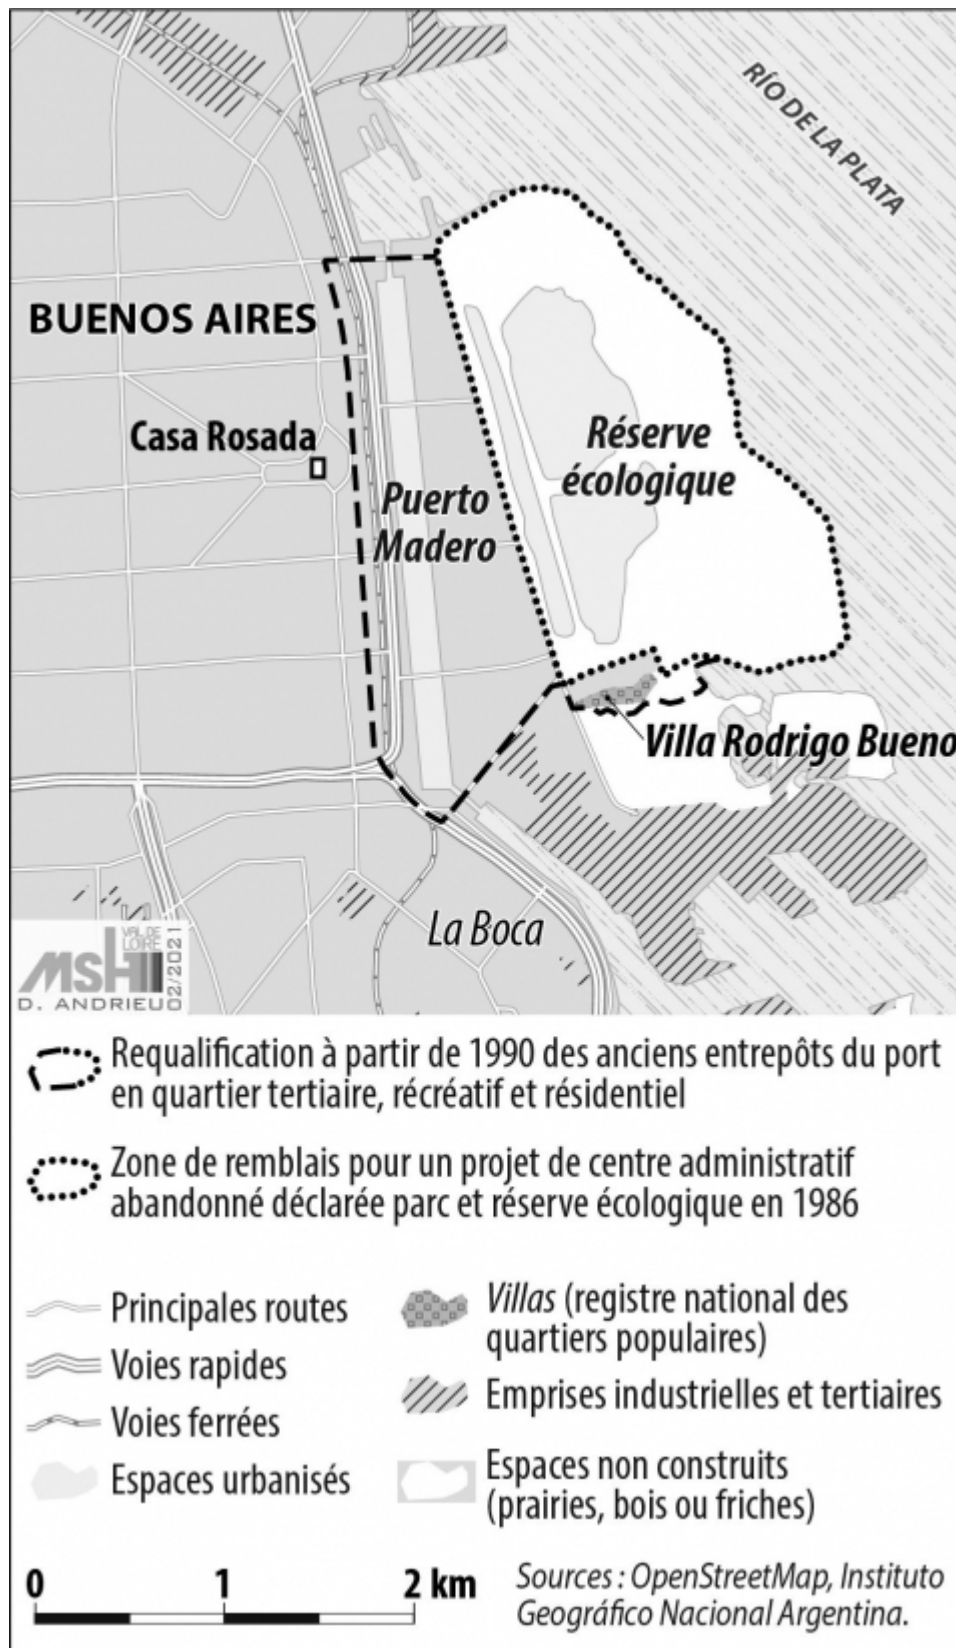 RÍO DE LA PLATA
BUENOS AIRES
Casa Rosada
Puerto
Madero
Réserve
écologique
Villa Rodrigo Bueno
La Boca
VAL DE
LOIRE
MSH
D. ANDRIEU
02/2021
Requalification à partir de 1990 des anciens entrepôts du port
en quartier tertiaire, récréatif et résidentiel
Zone de remblais pour un projet de centre administratif
abandonné déclarée parc et réserve écologique en 1986
Principales routes
Voies rapides
Voies ferrées
Espaces urbanisés
Villas (registre national des
quartiers populaires)
Emprises industrielles et tertiaires
Espaces non construits
(prairies, bois ou friches)
0 1 2 km
Sources : OpenStreetMap, Instituto
Geográfico Nacional Argentina.